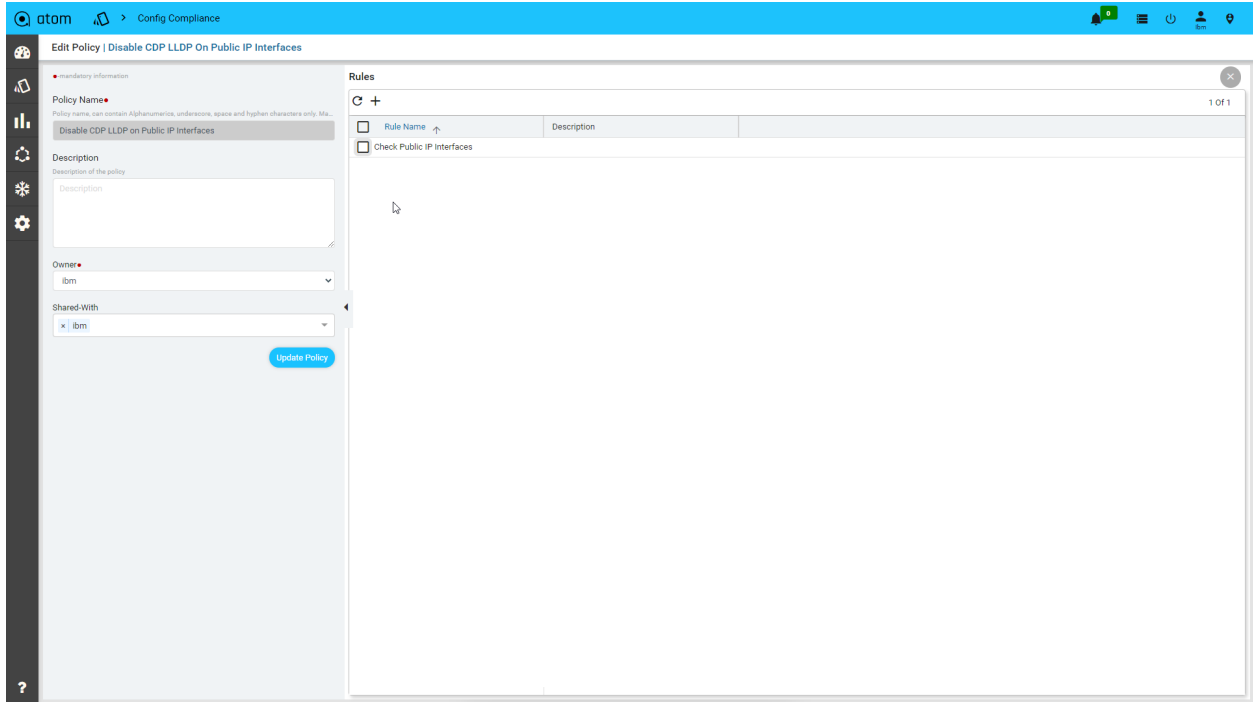 atom > Config Compliance
0
ibm
Edit Policy | Disable CDP LLDP On Public IP Interfaces
-mandatory information
Policy Name
Policy name, can contain Alphanumerics, underscore, space and hyphen characters only. Ma...
Disable CDP LLDP on Public IP Interfaces
Description
Description of the policy
Description
Owner
ibm
Shared-With
× ibm
Update Policy
Rules
1 Of 1
Rule Name Description
Check Public IP Interfaces
?